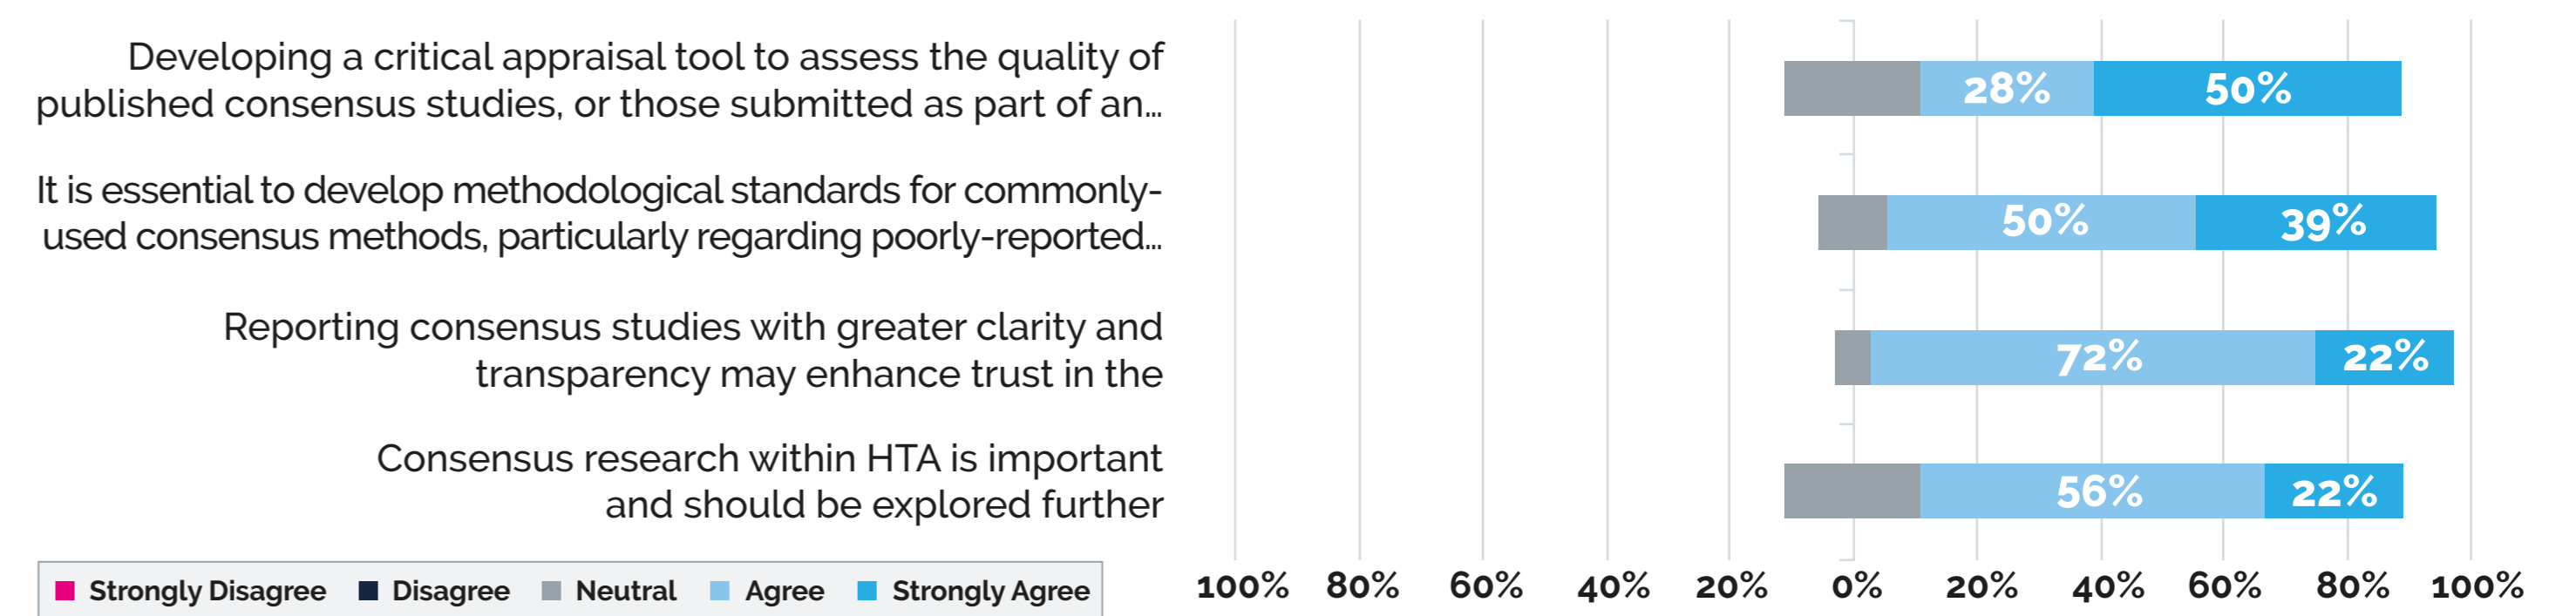 Developing a critical appraisal tool to assess the quality of
published consensus studies, or those submitted as part of an...
28% 50%
It is essential to develop methodological standards for commonly-
used consensus methods, particularly regarding poorly-reported...
50% 39%
Reporting consensus studies with greater clarity and
transparency may enhance trust in the
72% 22%
Consensus research within HTA is important
and should be explored further
56% 22%
Strongly Disagree Disagree Neutral Agree Strongly Agree
100% 80% 60% 40% 20% 0% 20% 40% 60% 80% 100%